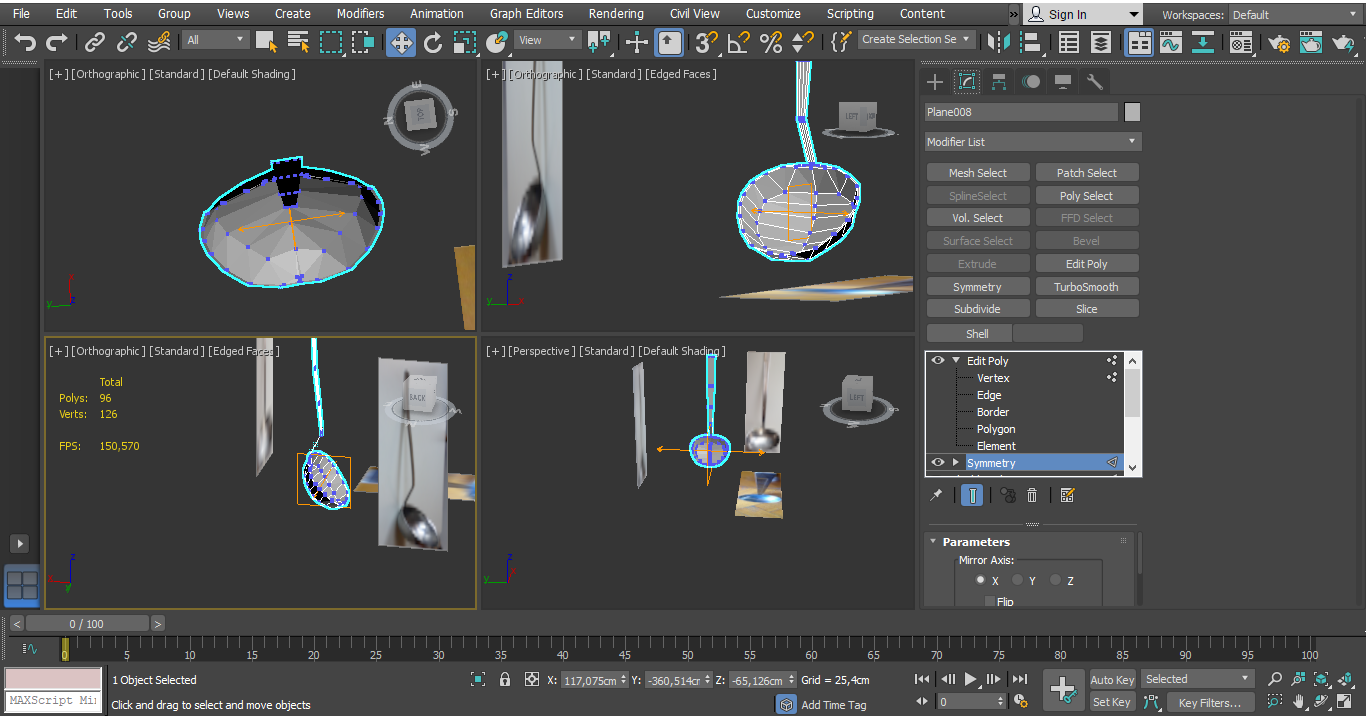 File Edit Tools Group Views Create Modifiers Animation Graph Editors Rendering Civil View Customize Scripting Content » Sign In Workspaces: Default
All View Create Selection Se
[+] [Orthographic] [Standard] [Default Shading]
[+] [Orthographic] [Standard] [Edged Faces]
TOP
N
E
S
W
LEFT
Plane008
Modifier List
Mesh Select Patch Select
SplineSelect Poly Select
Vol. Select FFD Select
Surface Select Bevel
Extrude Edit Poly
Symmetry TurboSmooth
Subdivide Slice
Shell
[+] [Orthographic] [Standard] [Edged Faces]
Total
Polys: 96
Verts: 126
FPS: 150,570
BACK
[+] [Perspective] [Standard] [Default Shading]
LEFT
Edit Poly
Vertex
Edge
Border
Polygon
Element
Symmetry
Parameters
Mirror Axis:
X Y Z
Flip
< 0 / 100 >
0 5 10 15 20 25 30 35 40 45 50 55 60 65 70 75 80 85 90 95 100
1 Object Selected X: 117,075cm Y: -360,514cm Z: -65,126cm Grid = 25,4cm Auto Key Selected
MAXScript Mi Click and drag to select and move objects Add Time Tag 0 Set Key Key Filters...